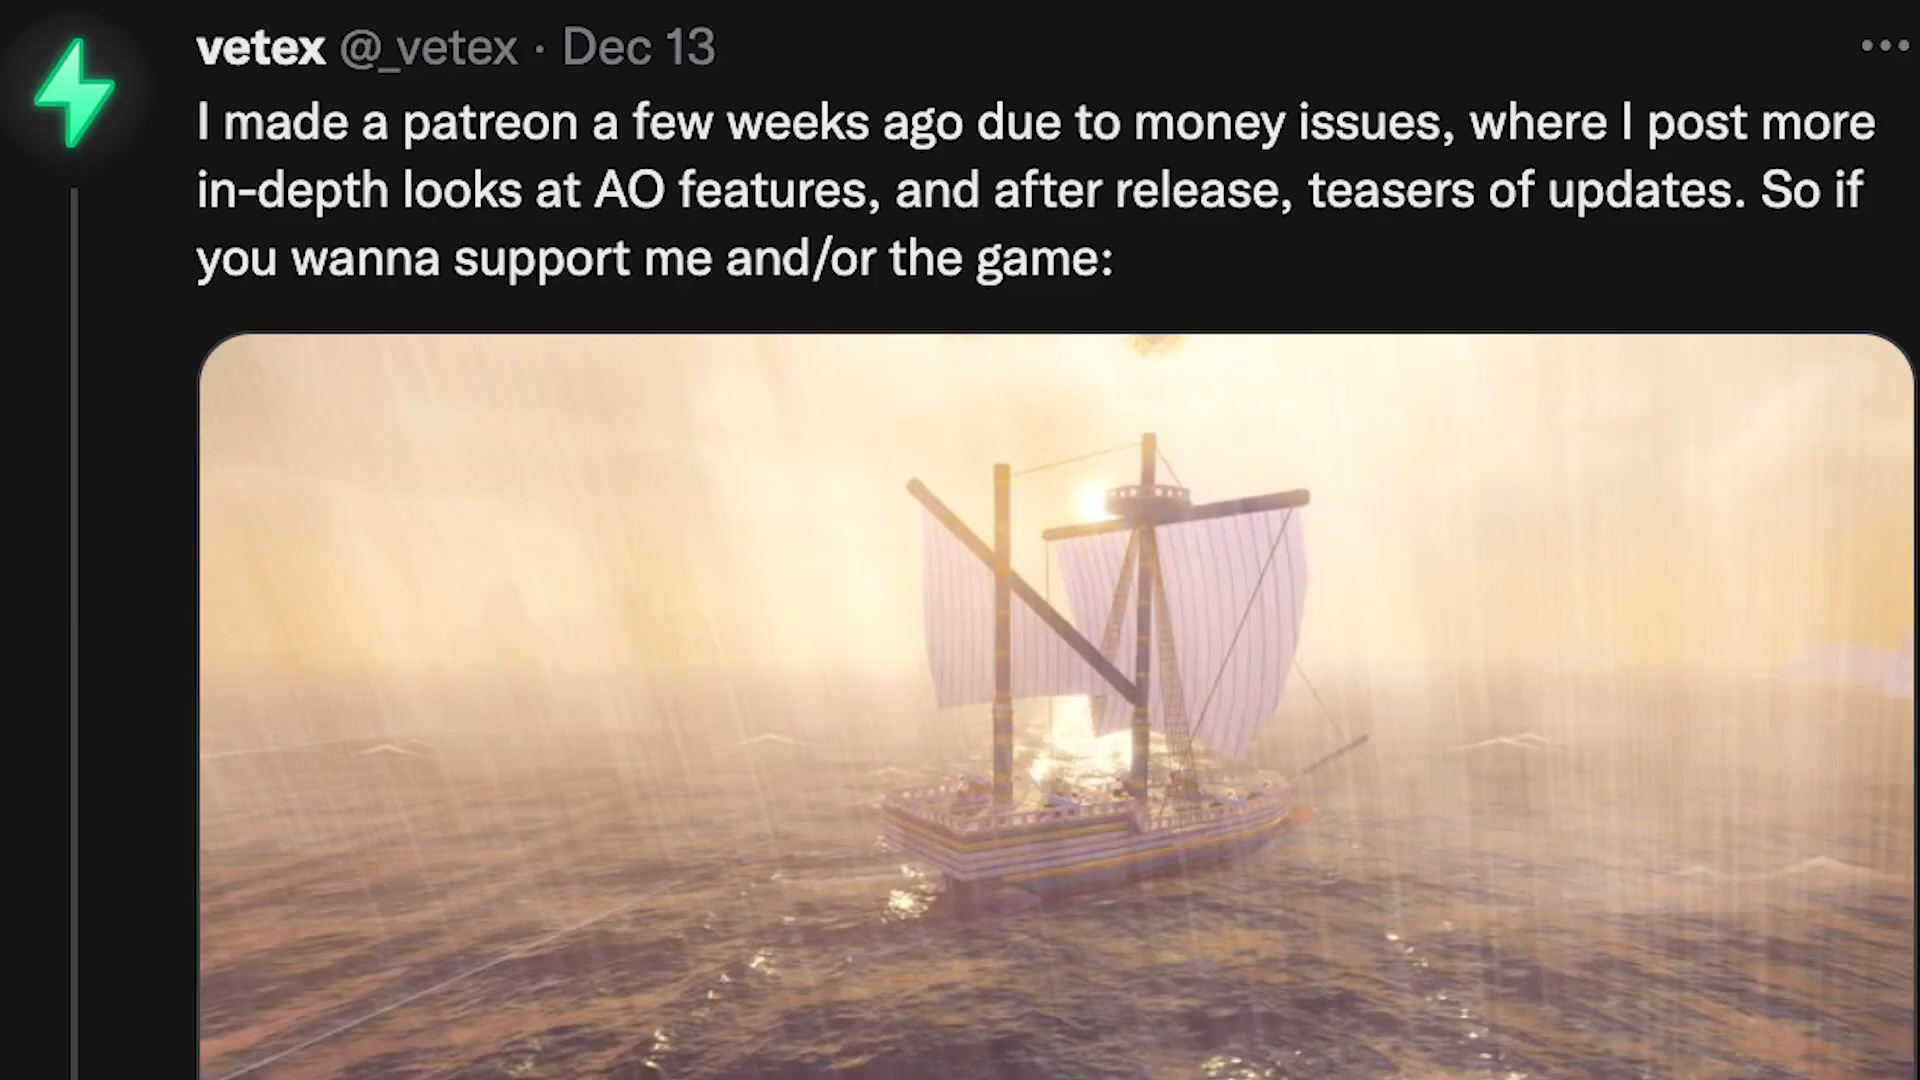 vetex @_vetex · Dec 13
I made a patreon a few weeks ago due to money issues, where I post more
in-depth looks at AO features, and after release, teasers of updates. So if
you wanna support me and/or the game: